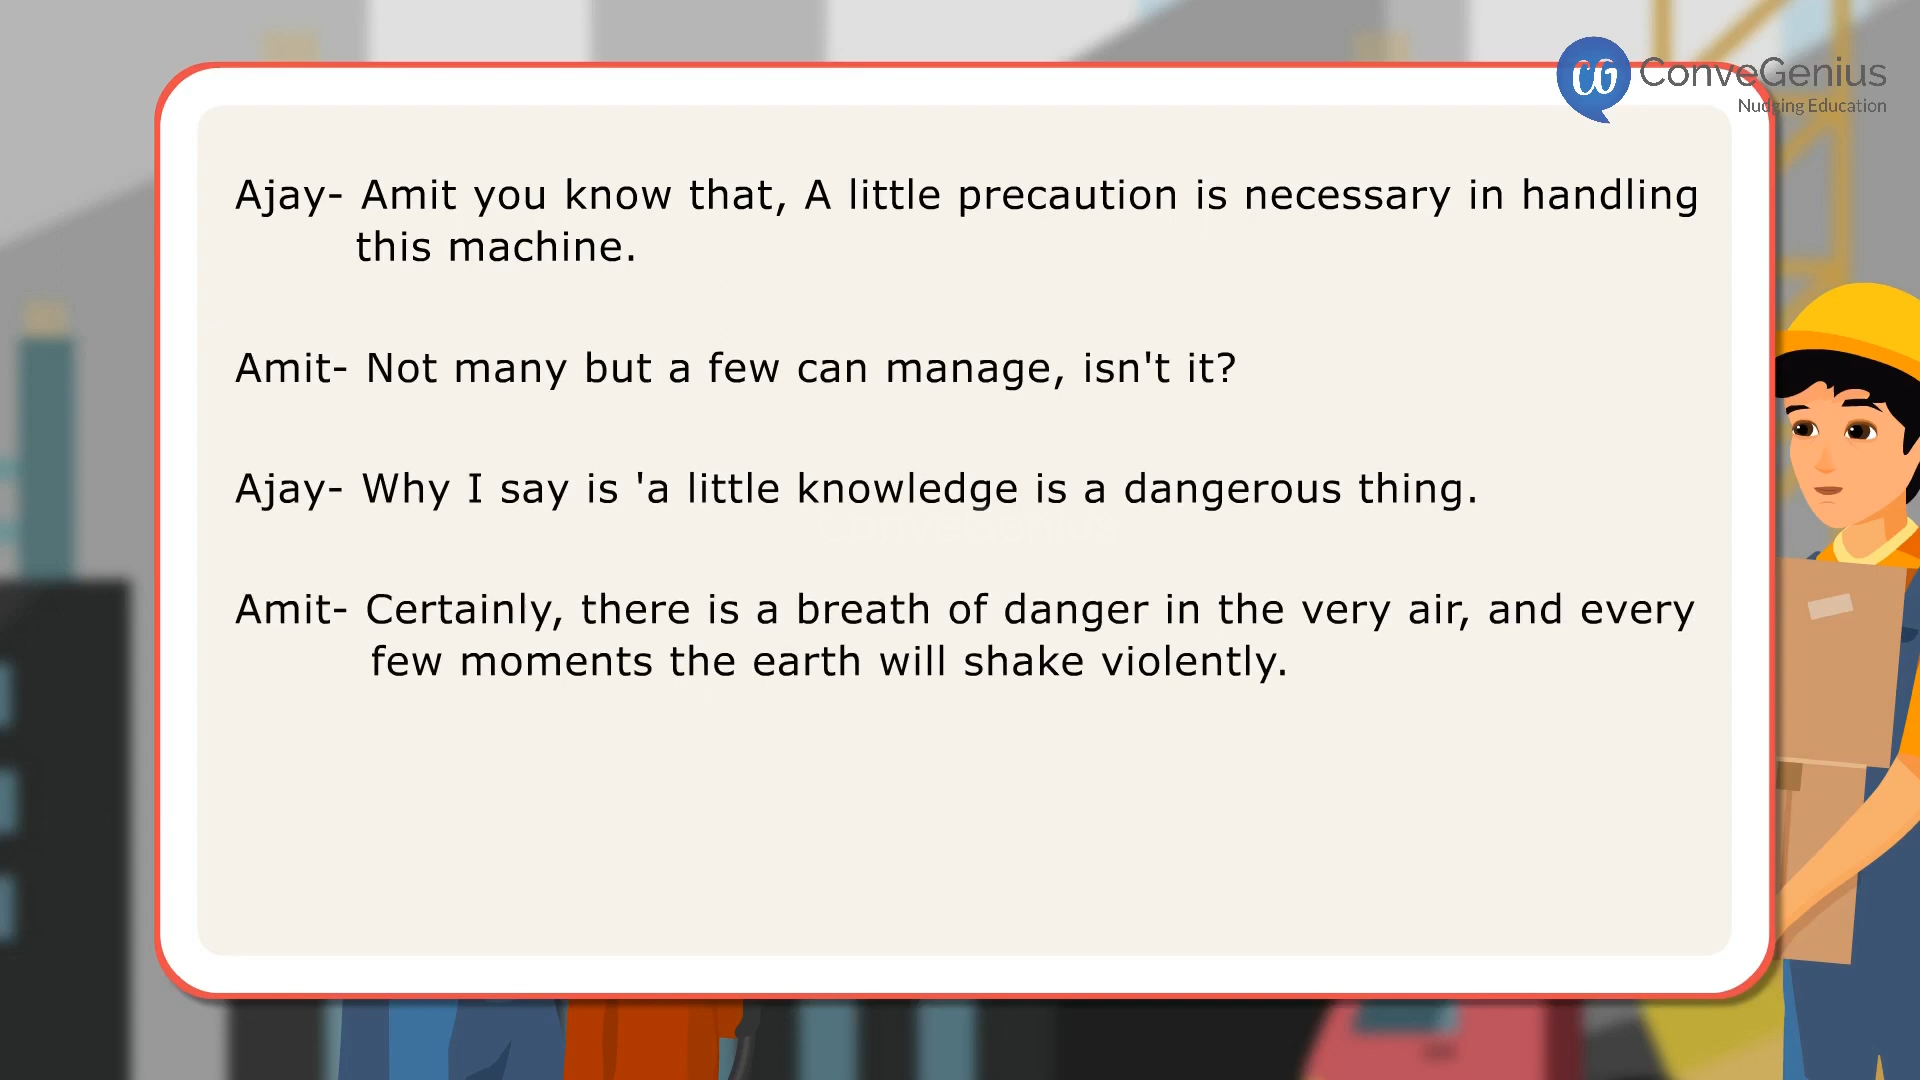 CG ConveGenius
Nudging Education
Ajay- Amit you know that, A little precaution is necessary in handling
this machine.
Amit- Not many but a few can manage, isn't it?
Ajay- Why I say is 'a little knowledge is a dangerous thing.
ConveGenius
Amit- Certainly, there is a breath of danger in the very air, and every
few moments the earth will shake violently.